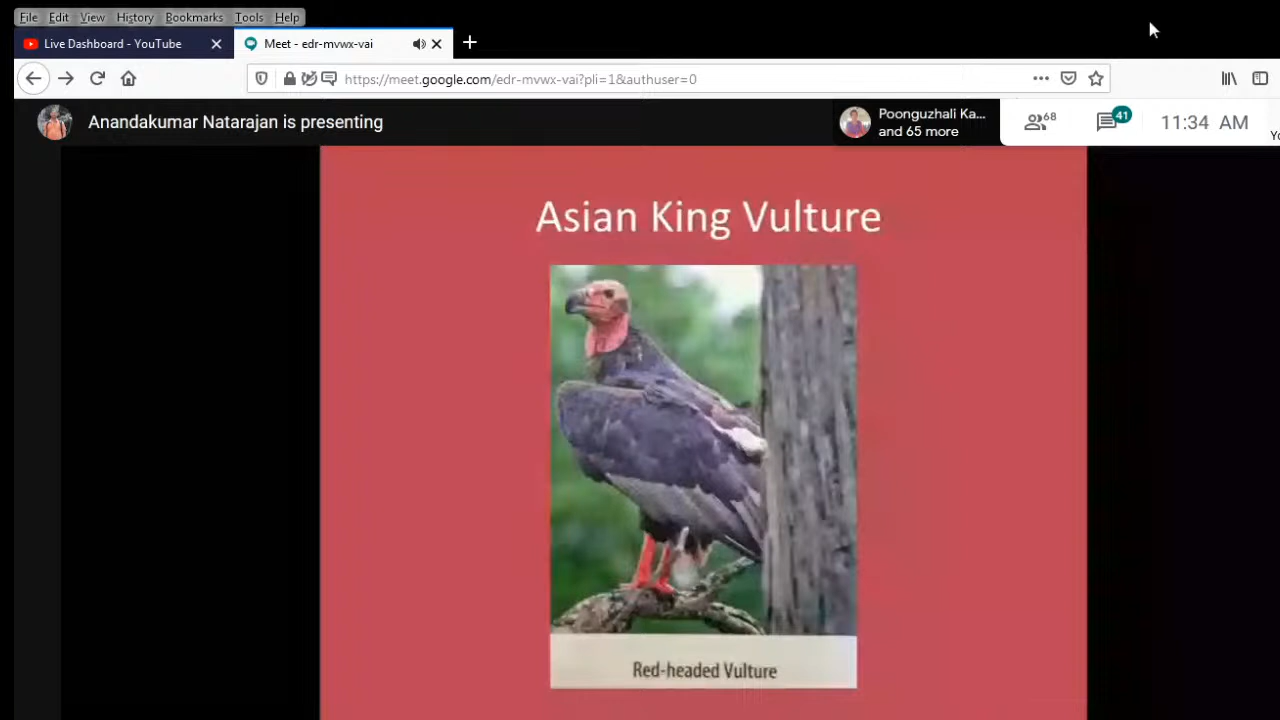 File Edit View History Bookmarks Tools Help
Live Dashboard - YouTube
Meet - edr-mvwx-vai
https://meet.google.com/edr-mvwx-vai?pli=1&authuser=0
Anandakumar Natarajan is presenting
Poonguzhali Ka...
and 65 more
68
41
11:34 AM
Asian King Vulture
Red-headed Vulture